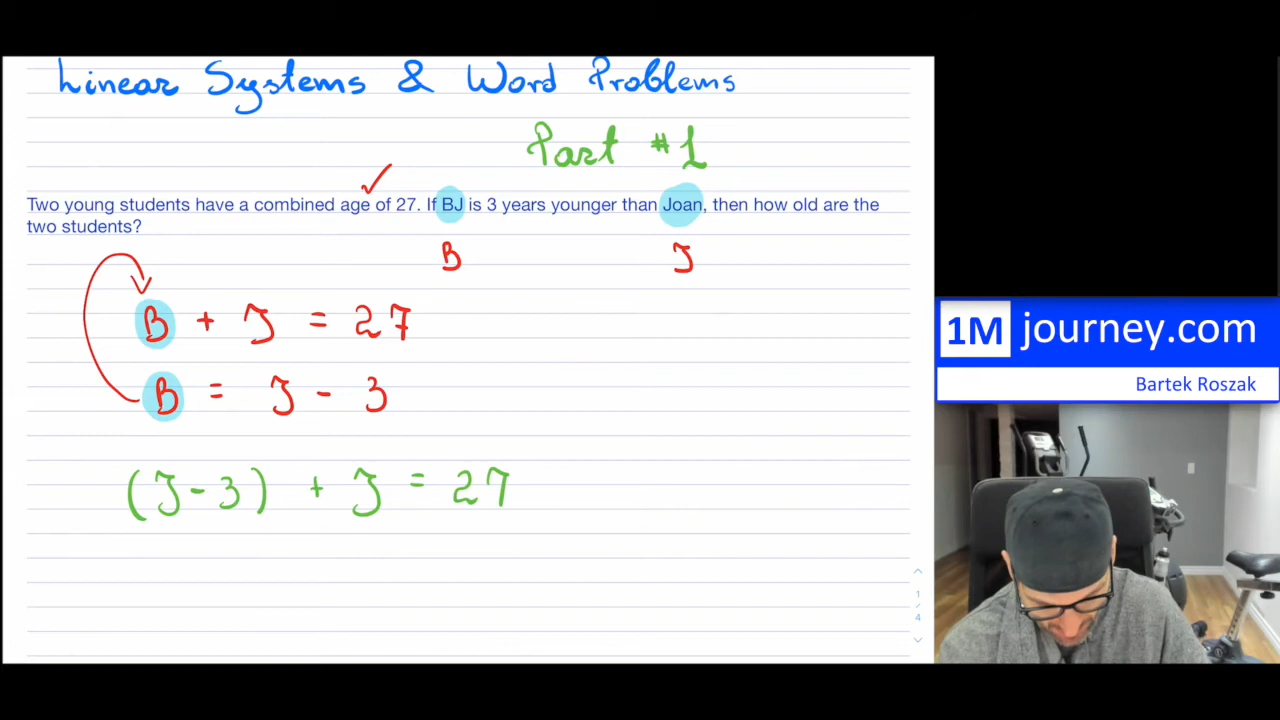 Linear Systems & Word Problems
Part #1
Two young students have a combined age of 27. If BJ is 3 years younger than Joan, then how old are the
two students?
B J
B + J = 27
B = J - 3
(J - 3) + J = 27
1M journey.com
Bartek Roszak
1
/
4